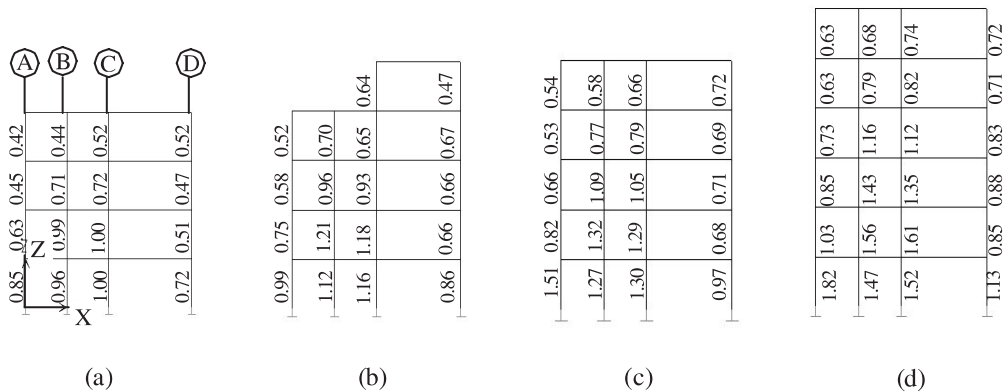 A B C D
0.42 0.44 0.52 0.52
0.45 0.71 0.72 0.47
0.63 0.99 1.00 0.51
Z
0.85 0.96 1.00 0.72
X
(a)
0.64 0.47
0.52 0.70 0.65 0.67
0.58 0.96 0.93 0.66
0.75 1.21 1.18 0.66
0.99 1.12 1.16 0.86
(b)
0.54 0.58 0.66 0.72
0.53 0.77 0.79 0.69
0.66 1.09 1.05 0.71
0.82 1.32 1.29 0.68
1.51 1.27 1.30 0.97
(c)
0.63 0.68 0.74 0.72
0.63 0.79 0.82 0.71
0.73 1.16 1.12 0.83
0.85 1.43 1.35 0.88
1.03 1.56 1.61 0.85
1.82 1.47 1.52 1.13
(d)